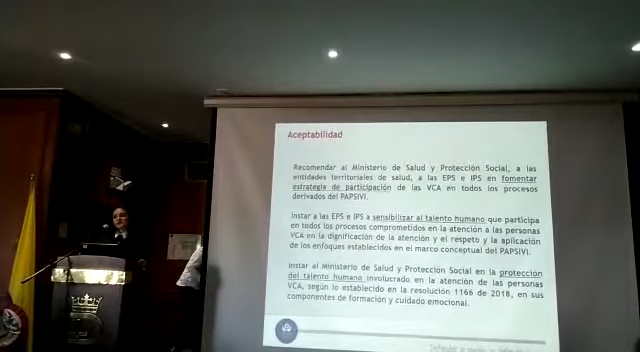 Aceptabilidad
Recomendar al Ministerio de Salud y Protección Social, a las
entidades territoriales de salud, a las EPS e IPS en fomentar
estrategia de participación de las VCA en todos los procesos
derivados del PAPSIVI.
Instar a las EPS e IPS a sensibilizar al talento humano que participa
en todos los procesos comprometidos en la atención a las personas
VCA en la dignificación de la atención y el respeto y la aplicación
de los enfoques establecidos en el marco conceptual del PAPSIVI.
Instar al Ministerio de Salud y Protección Social en la protección
del talento humano involucrado en la atención de las personas
VCA, según lo establecido en la resolución 1166 de 2018, en sus
componentes de formación y cuidado emocional.